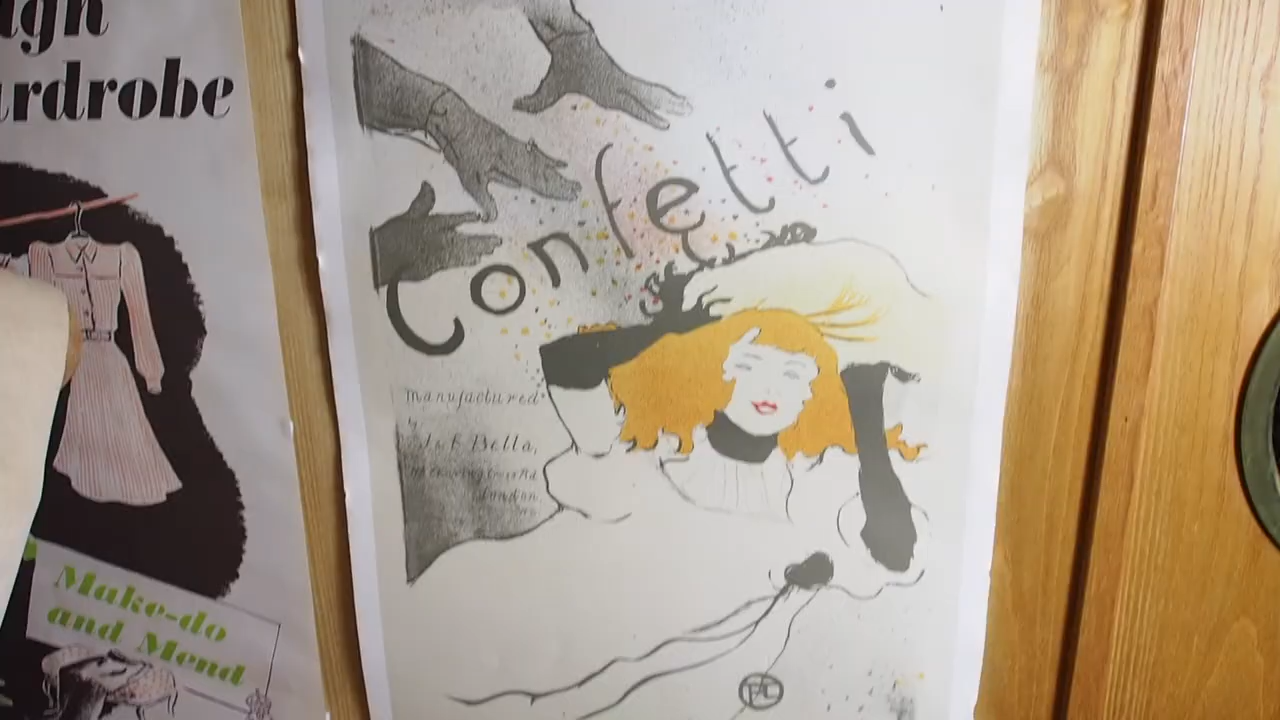 ardrobe
Make-do
and Mend
Confetti
manufactured
by
Bella,
London